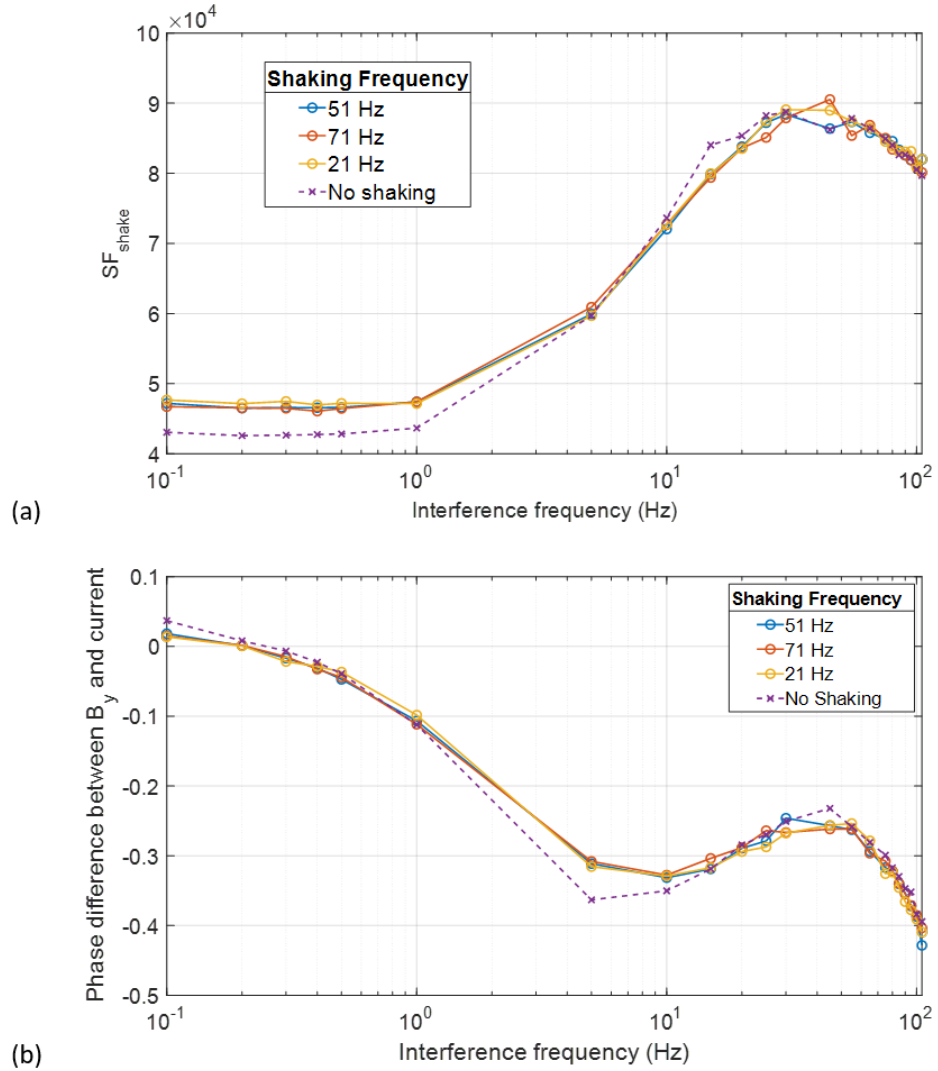 ×10⁴
10
9
8
7
6
5
4
SF_shake
Shaking Frequency
51 Hz
71 Hz
21 Hz
No shaking
10⁻¹
10⁰
10¹
10²
Interference frequency (Hz)
(a)
0.1
0
-0.1
-0.2
-0.3
-0.4
-0.5
Phase difference between B_y and current
Shaking Frequency
51 Hz
71 Hz
21 Hz
No Shaking
10⁻¹
10⁰
10¹
10²
Interference frequency (Hz)
(b)